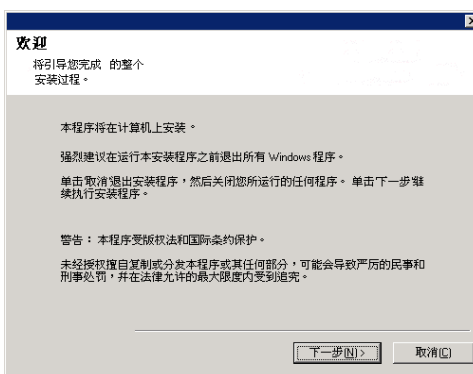 欢迎
将引导您完成 的整个
安装过程。
本程序将在计算机上安装 。
强烈建议在运行本安装程序之前退出所有 Windows 程序。
单击'取消'退出安装程序，然后关闭您所运行的任何程序。 单击'下一步'继
续执行安装程序。
警告： 本程序受版权法和国际条约保护。
未经授权擅自复制或分发本程序或其任何部分，可能会导致严厉的民事和
刑事处罚，并在法律允许的最大限度内受到追究。
下一步(N) >
取消(C)